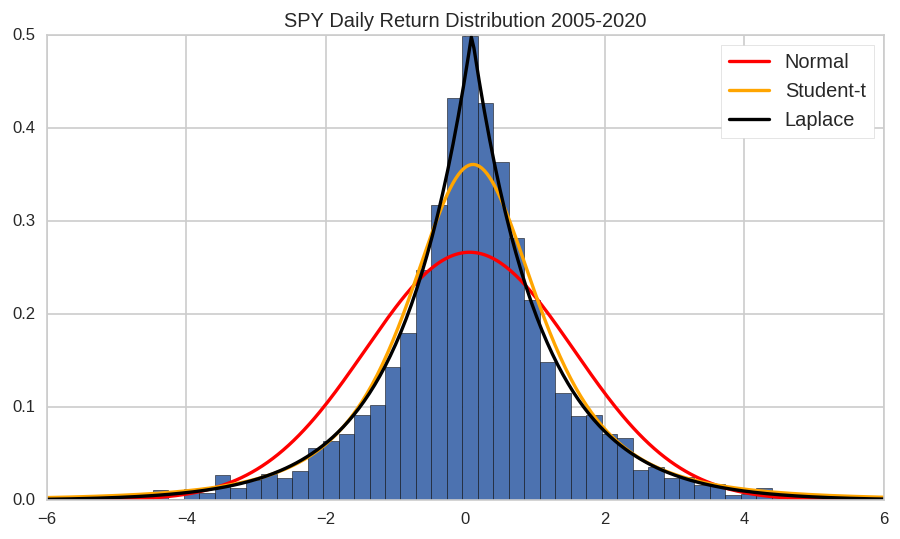 SPY Daily Return Distribution 2005-2020
Normal
Student-t
Laplace
0.5
0.4
0.3
0.2
0.1
0.0
−6 −4 −2 0 2 4 6